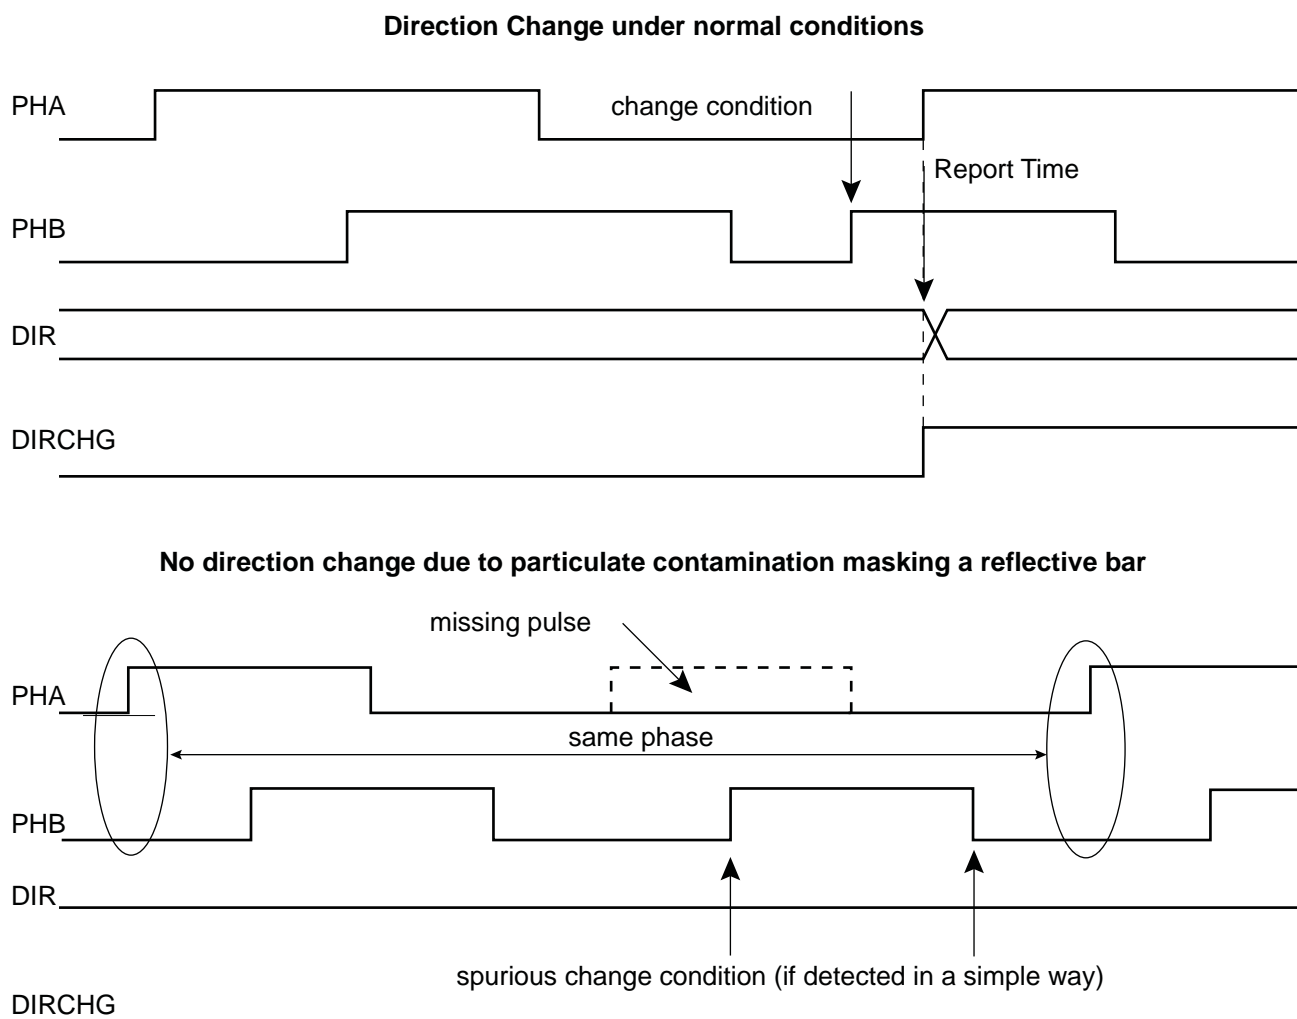 Direction Change under normal conditions
PHA
change condition
Report Time
PHB
DIR
DIRCHG
No direction change due to particulate contamination masking a reflective bar
missing pulse
PHA
same phase
PHB
DIR
spurious change condition (if detected in a simple way)
DIRCHG